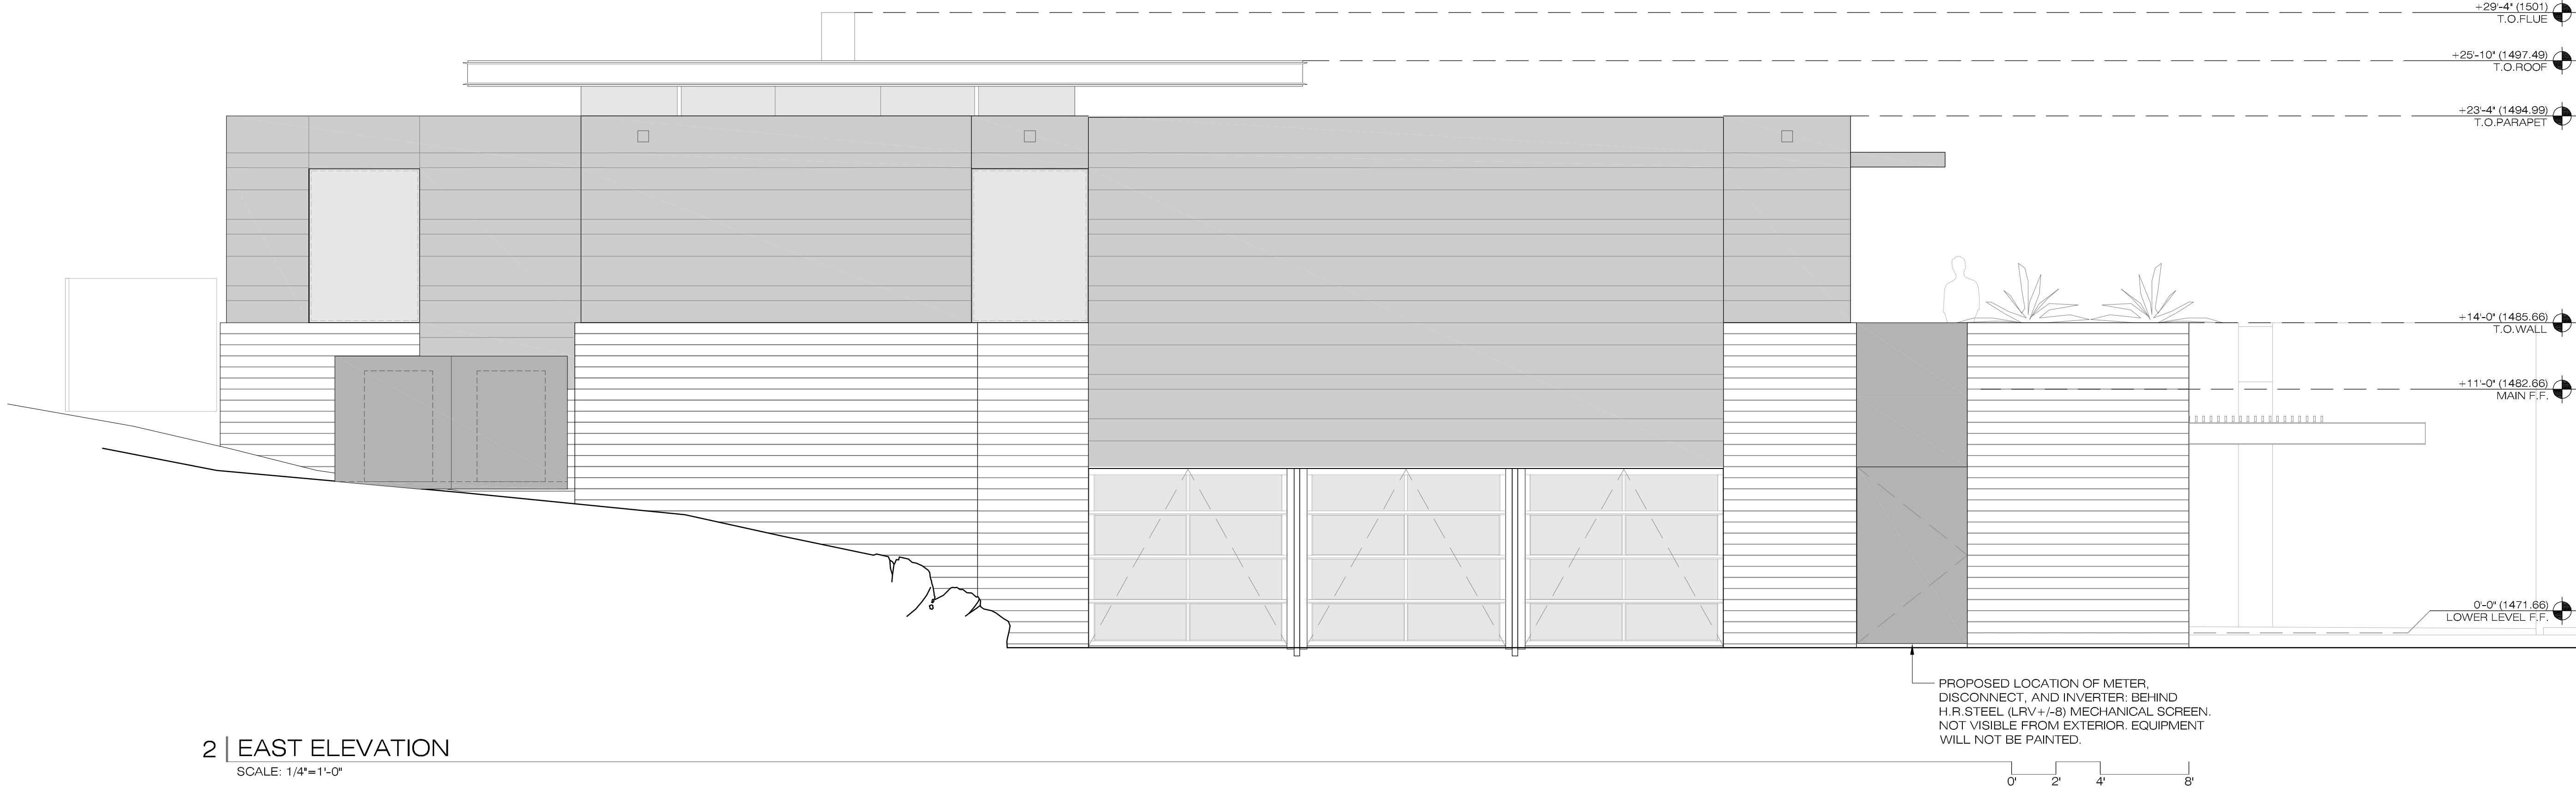 +29'-4" (1501)
T.O.FLUE
+25'-10" (1497.49)
T.O.ROOF
+23'-4" (1494.99)
T.O.PARAPET
+14'-0" (1485.66)
T.O.WALL
+11'-0" (1482.66)
MAIN F.F.
0'-0" (1471.66)
LOWER LEVEL F.F.
PROPOSED LOCATION OF METER,
DISCONNECT, AND INVERTER: BEHIND
H.R.STEEL (LRV+/-8) MECHANICAL SCREEN.
NOT VISIBLE FROM EXTERIOR. EQUIPMENT
WILL NOT BE PAINTED.
2 EAST ELEVATION
SCALE: 1/4"=1'-0"
0' 2' 4' 8'